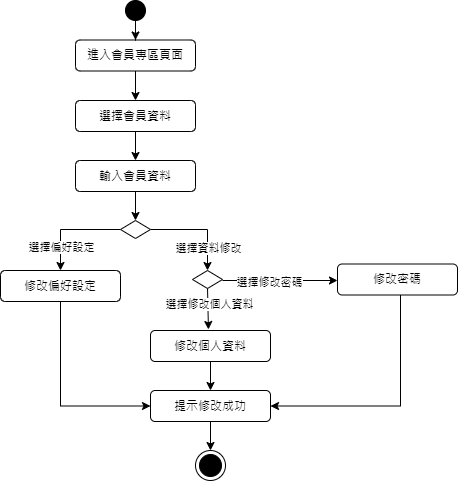 進入會員專區頁面
選擇會員資料
輸入會員資料
選擇偏好設定
選擇資料修改
修改偏好設定
選擇修改密碼
修改密碼
選擇修改個人資料
修改個人資料
提示修改成功